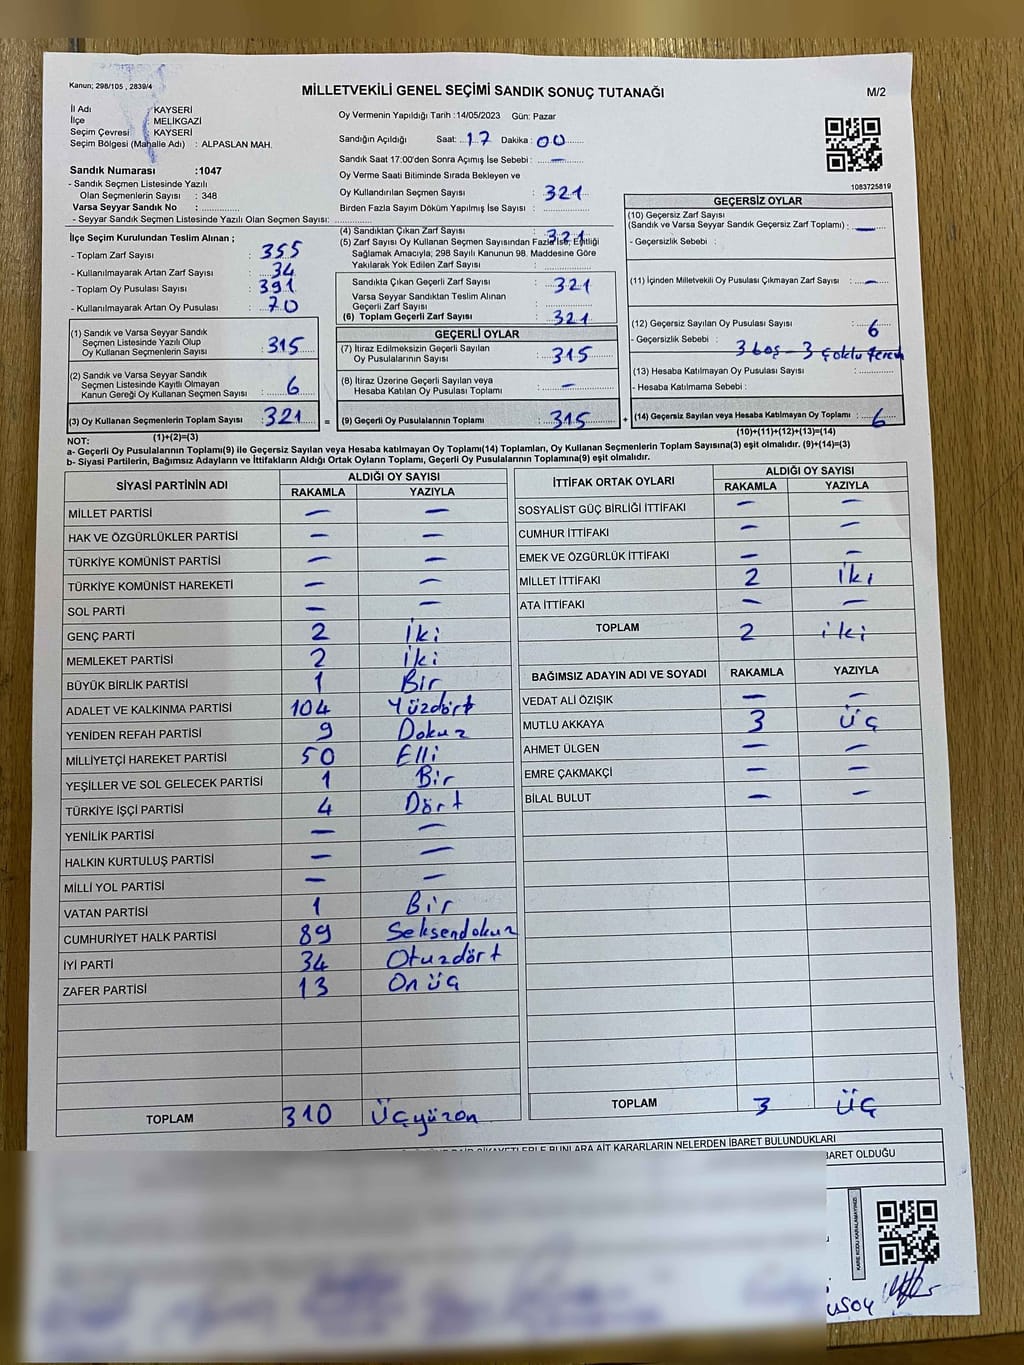 Kanun; 298/105 , 2839/4
MİLLETVEKİLİ GENEL SEÇİMİ SANDIK SONUÇ TUTANAĞI
M/2
İl Adı : KAYSERİ
İlçe : MELİKGAZİ
Seçim Çevresi : KAYSERİ
Seçim Bölgesi (Mahalle Adı) : ALPASLAN MAH.
Sandık Numarası :1047
- Sandık Seçmen Listesinde Yazılı
Olan Seçmenlerin Sayısı : 348
Varsa Seyyar Sandık No :
- Seyyar Sandık Seçmen Listesinde Yazılı Olan Seçmen Sayısı:
Oy Vermenin Yapıldığı Tarih :14/05/2023 Gün: Pazar
Sandığın Açıldığı Saat: 17 Dakika : 00
Sandık Saat 17:00'den Sonra Açımış İse Sebebi : —
Oy Verme Saati Bitiminde Sırada Bekleyen ve
Oy Kullandırılan Seçmen Sayısı : 321
Birden Fazla Sayım Döküm Yapılmış İse Sayısı :
1083725819
İlçe Seçim Kurulundan Teslim Alınan ;
- Toplam Zarf Sayısı : 355
- Kullanılmayarak Artan Zarf Sayısı : 34
- Toplam Oy Pusulası Sayısı : 391
- Kullanılmayarak Artan Oy Pusulası : 70
(4) Sandıktan Çıkan Zarf Sayısı : 321
(5) Zarf Sayısı Oy Kullanan Seçmen Sayısından Fazla İse, Eşitliği
Sağlamak Amacıyla; 298 Sayılı Kanunun 98. Maddesine Göre
Yakılarak Yok Edilen Zarf Sayısı :
Sandıkta Çıkan Geçerli Zarf Sayısı : 321
Varsa Seyyar Sandıktan Teslim Alınan
Geçerli Zarf Sayısı :
(6) Toplam Geçerli Zarf Sayısı : 321
GEÇERSİZ OYLAR
(10) Geçersiz Zarf Sayısı
(Sandık ve Varsa Seyyar Sandık Geçersiz Zarf Toplamı) : —
- Geçersizlik Sebebi :
(11) İçinden Milletvekili Oy Pusulası Çıkmayan Zarf Sayısı : —
(12) Geçersiz Sayılan Oy Pusulası Sayısı : 6
- Geçersizlik Sebebi : 3 boş - 3 çoklu
(13) Hesaba Katılmayan Oy Pusulası Sayısı :
- Hesaba Katılmama Sebebi :
(14) Geçersiz Sayılan veya Hesaba Katılmayan Oy Toplamı : 6
(10)+(11)+(12)+(13)=(14)
(1) Sandık ve Varsa Seyyar Sandık
Seçmen Listesinde Yazılı Olup
Oy Kullanan Seçmenlerin Sayısı : 315
(2) Sandık ve Varsa Seyyar Sandık
Seçmen Listesinde Kayıtlı Olmayan
Kanun Gereği Oy Kullanan Seçmen Sayısı : 6
(3) Oy Kullanan Seçmenlerin Toplam Sayısı : 321 =
(1)+(2)=(3)
GEÇERLİ OYLAR
(7) İtiraz Edilmeksizin Geçerli Sayılan
Oy Pusulalarının Sayısı : 315
(8) İtiraz Üzerine Geçerli Sayılan veya
Hesaba Katılan Oy Pusulası Toplamı : —
(9) Geçerli Oy Pusulalarının Toplamı : 315 +
NOT:
a- Geçerli Oy Pusulasının Toplamı(9) ile Geçersiz Sayılan veya Hesaba katılmayan Oy Toplamı(14) Toplamları, Oy Kullanan Seçmenlerin Toplam Sayısına(3) eşit olmalıdır. (9)+(14)=(3)
b- Siyasi Partilerin, Bağımsız Adayların ve İttifakların Aldığı Ortak Oyların Toplamı, Geçerli Oy Pusulasının Toplamına(9) eşit olmalıdır.
SİYASİ PARTİNİN ADI ALDIĞI OY SAYISI
RAKAMLA YAZIYLA
MİLLET PARTİSİ — —
HAK VE ÖZGÜRLÜKLER PARTİSİ — —
TÜRKİYE KOMÜNİST PARTİSİ — —
TÜRKİYE KOMÜNİST HAREKETİ — —
SOL PARTİ — —
GENÇ PARTİ 2 İki
MEMLEKET PARTİSİ 2 İki
BÜYÜK BİRLİK PARTİSİ 1 Bir
ADALET VE KALKINMA PARTİSİ 104 Yüzdört
YENİDEN REFAH PARTİSİ 9 Dokuz
MİLLİYETÇİ HAREKET PARTİSİ 50 Elli
YEŞİLLER VE SOL GELECEK PARTİSİ 1 Bir
TÜRKİYE İŞÇİ PARTİSİ 4 Dört
YENİLİK PARTİSİ — —
HALKIN KURTULUŞ PARTİSİ — —
MİLLİ YOL PARTİSİ — —
VATAN PARTİSİ 1 Bir
CUMHURİYET HALK PARTİSİ 89 Seksendokuz
İYİ PARTİ 34 Otuzdört
ZAFER PARTİSİ 13 Onüç
TOPLAM 310 Üçyüzon
İTTİFAK ORTAK OYLARI ALDIĞI OY SAYISI
RAKAMLA YAZIYLA
SOSYALİST GÜÇ BİRLİĞİ İTTİFAKI — —
CUMHUR İTTİFAKI — —
EMEK VE ÖZGÜRLÜK İTTİFAKI — —
MİLLET İTTİFAKI 2 İki
ATA İTTİFAKI — —
TOPLAM 2 iki
BAĞIMSIZ ADAYIN ADI VE SOYADI RAKAMLA YAZIYLA
VEDAT ALİ ÖZIŞIK — —
MUTLU AKKAYA 3 Üç
AHMET ÜLGEN — —
EMRE ÇAKMAKÇİ — —
BİLAL BULUT — —
TOPLAM 3 Üç
BUNLARA AİT KARARLARIN NELERDEN İBARET BULUNDUKLARI
BARET OLDUĞU
KARE KODU KARALAMAYINIZ!